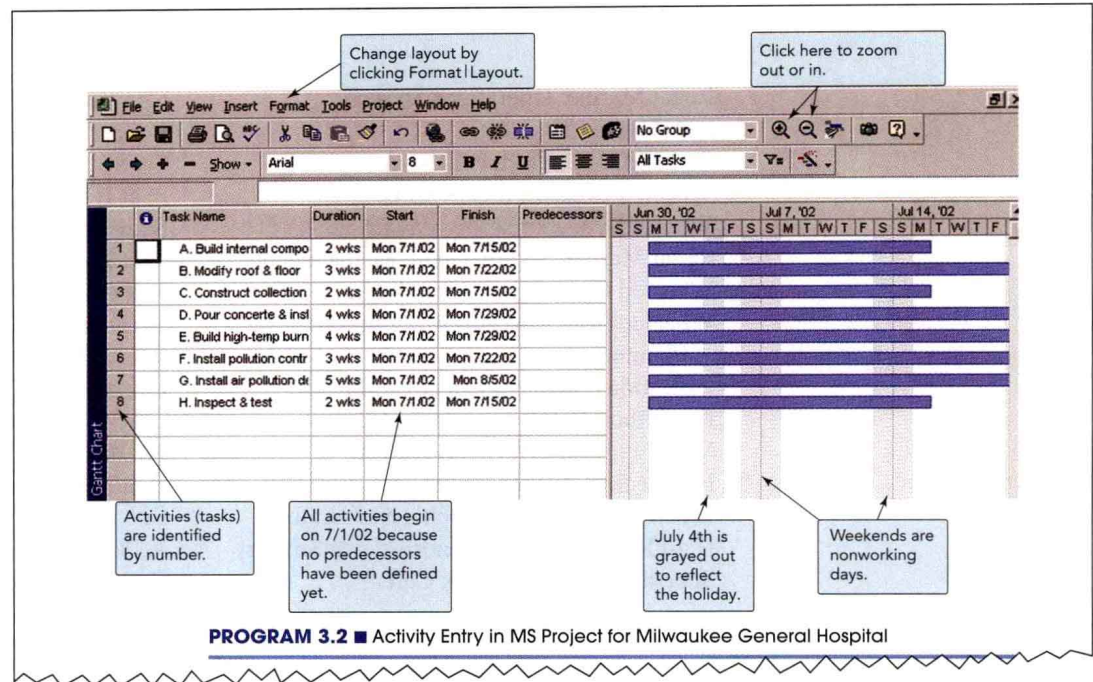 Change layout by
clicking Format|Layout.
Click here to zoom
out or in.
File Edit View Insert Format Tools Project Window Help
No Group
Show Arial 8 B I U All Tasks
Task Name Duration Start Finish Predecessors Jun 30, '02 Jul 7, '02 Jul 14, '02
S S M T W T F S S M T W T F S S M T W T F
1 A. Build internal compo 2 wks Mon 7/1/02 Mon 7/15/02
2 B. Modify roof & floor 3 wks Mon 7/1/02 Mon 7/22/02
3 C. Construct collection 2 wks Mon 7/1/02 Mon 7/15/02
4 D. Pour concerte & inst 4 wks Mon 7/1/02 Mon 7/29/02
5 E. Build high-temp burn 4 wks Mon 7/1/02 Mon 7/29/02
6 F. Install pollution contr 3 wks Mon 7/1/02 Mon 7/22/02
7 G. Install air pollution de 5 wks Mon 7/1/02 Mon 8/5/02
8 H. Inspect & test 2 wks Mon 7/1/02 Mon 7/15/02
Gantt Chart
Activities (tasks)
are identified
by number.
All activities begin
on 7/1/02 because
no predecessors
have been defined
yet.
July 4th is
grayed out
to reflect
the holiday.
Weekends are
nonworking
days.
PROGRAM 3.2 ■ Activity Entry in MS Project for Milwaukee General Hospital